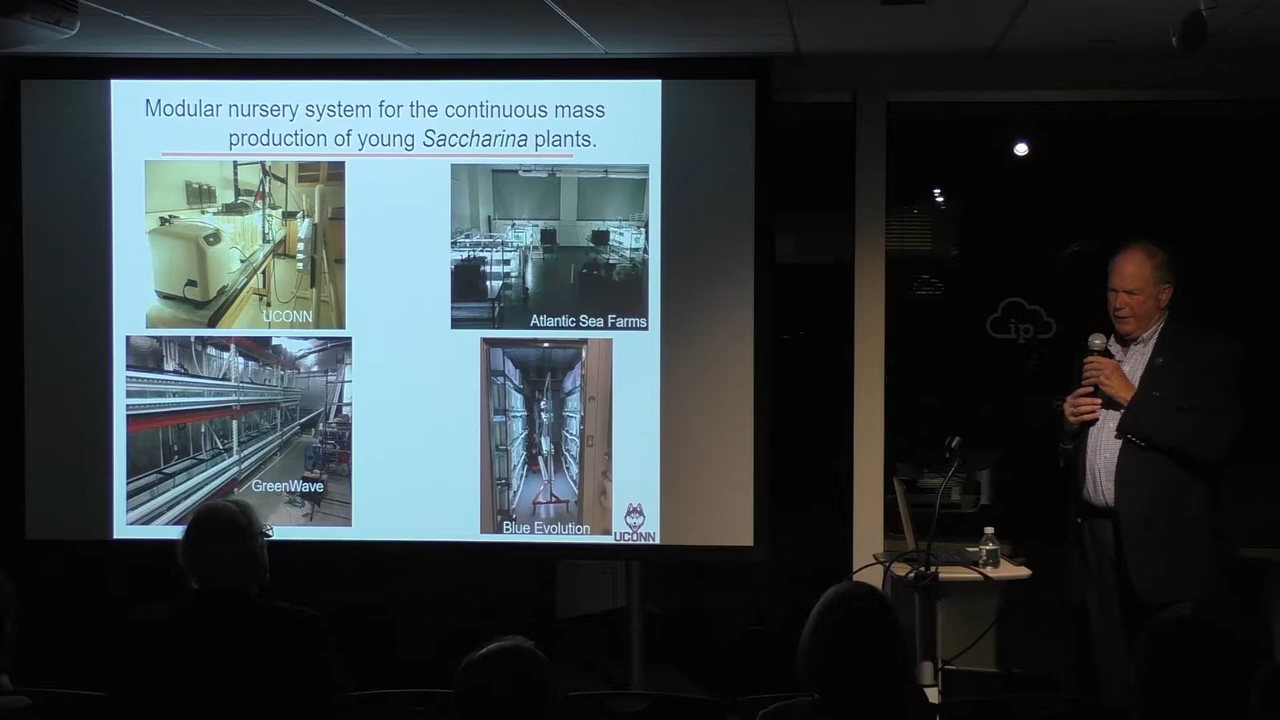 Modular nursery system for the continuous mass
production of young Saccharina plants.
UCONN
Atlantic Sea Farms
GreenWave
Blue Evolution
UCONN
ip